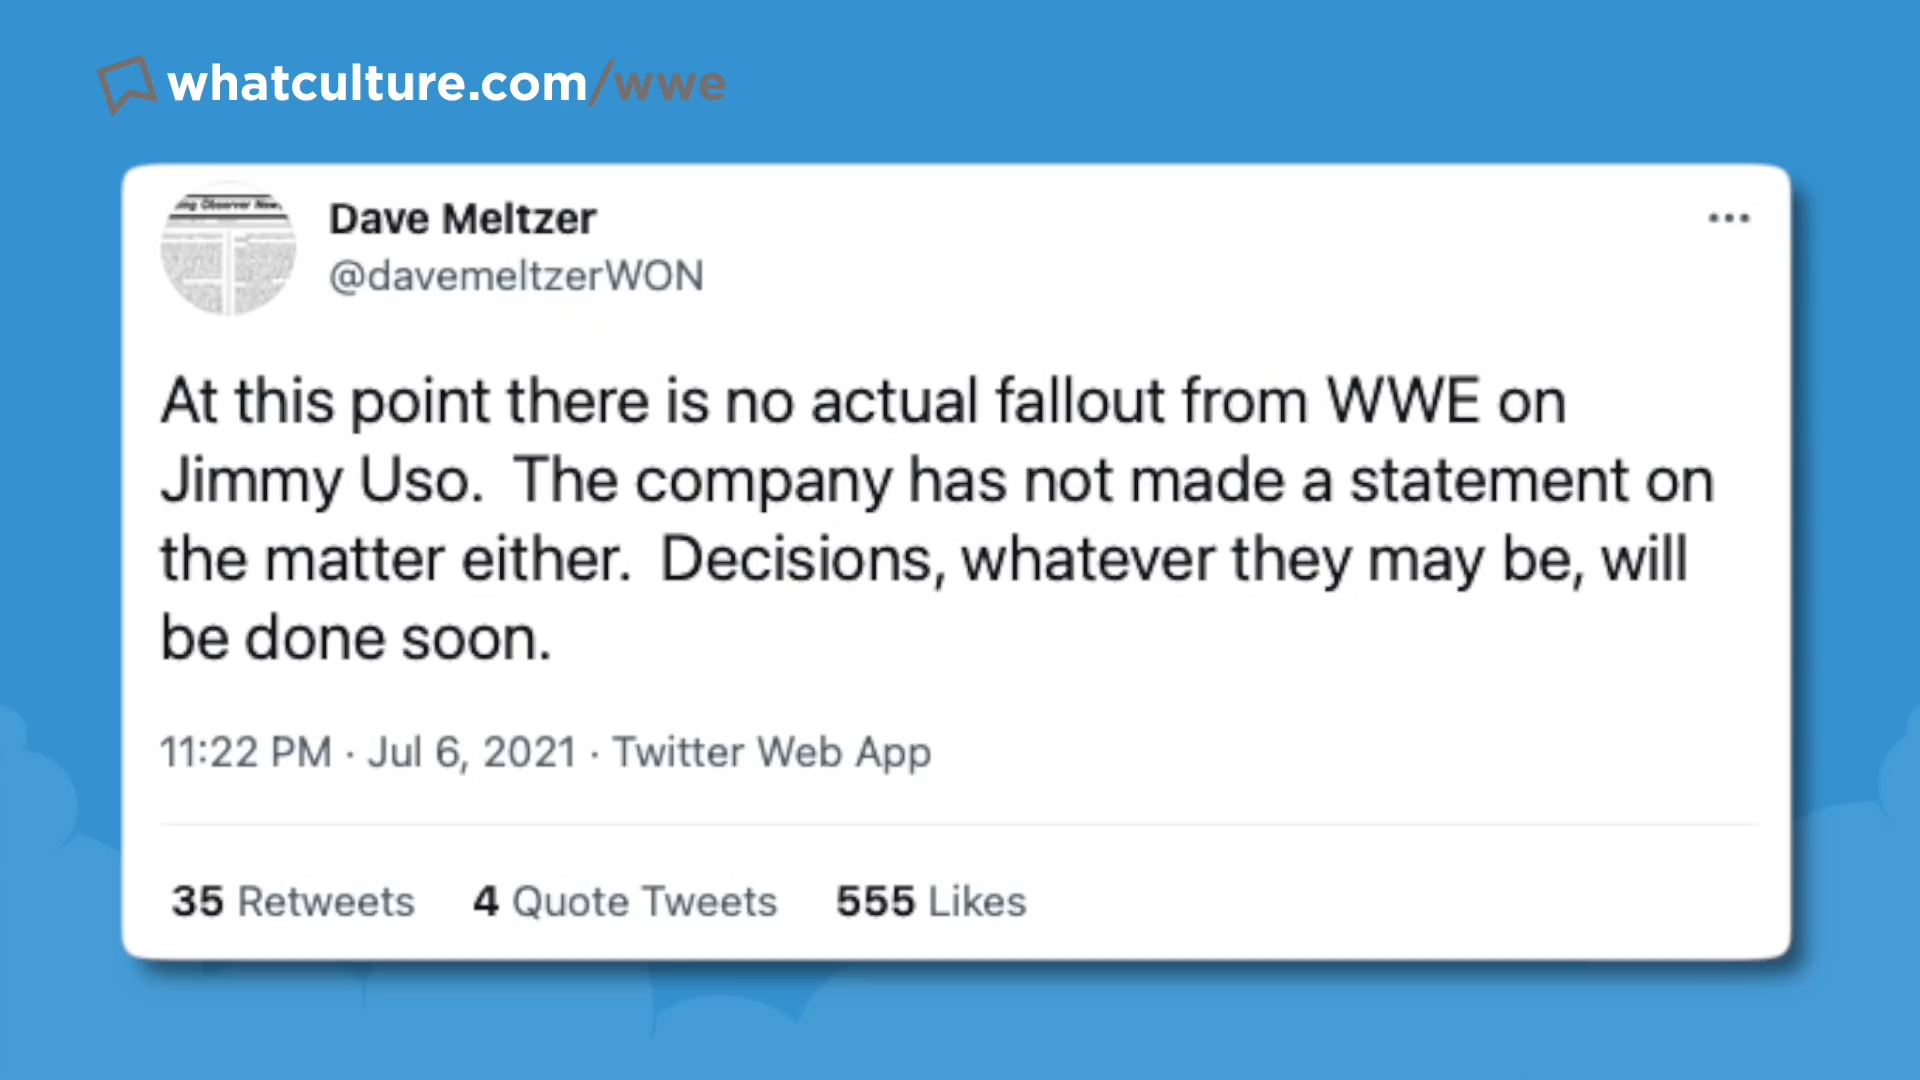 whatculture.com/wwe
Observer
Dave Meltzer
@davemeltzerWON
At this point there is no actual fallout from WWE on
Jimmy Uso.  The company has not made a statement on
the matter either.  Decisions, whatever they may be, will
be done soon.
11:22 PM · Jul 6, 2021 · Twitter Web App
35 Retweets 4 Quote Tweets 555 Likes